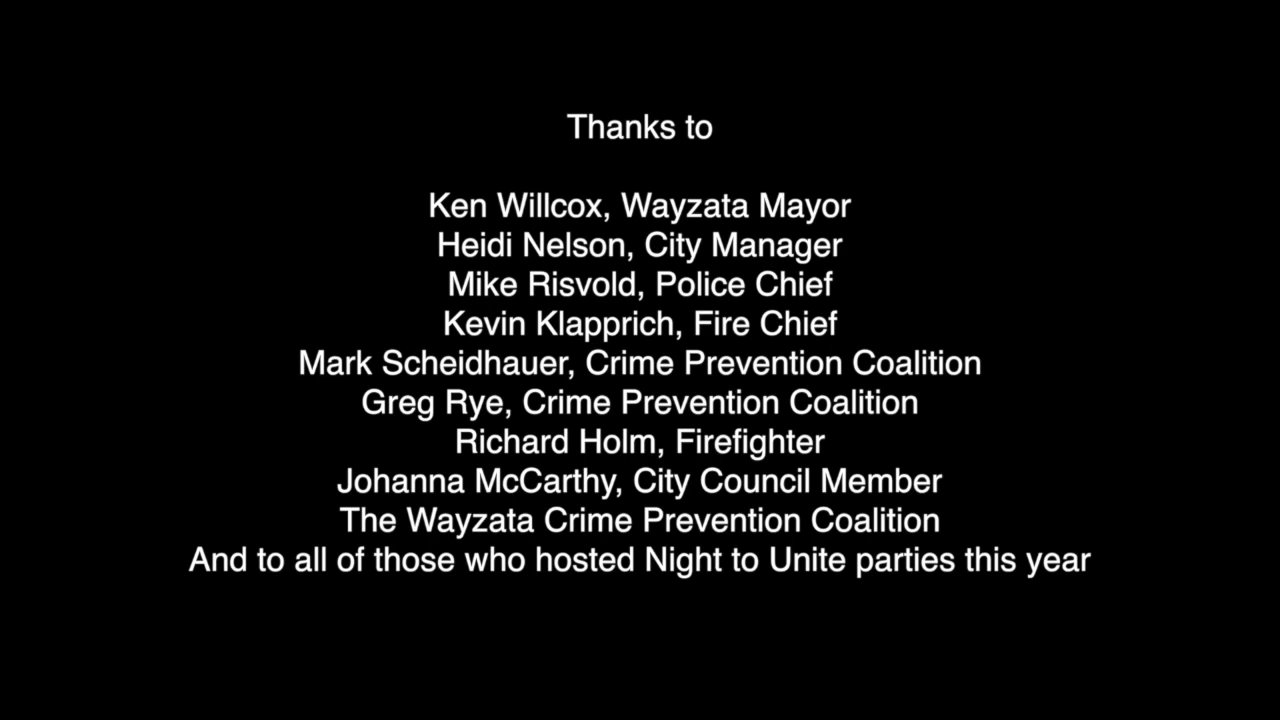 Thanks to
Ken Willcox, Wayzata Mayor
Heidi Nelson, City Manager
Mike Risvold, Police Chief
Kevin Klapprich, Fire Chief
Mark Scheidhauer, Crime Prevention Coalition
Greg Rye, Crime Prevention Coalition
Richard Holm, Firefighter
Johanna McCarthy, City Council Member
The Wayzata Crime Prevention Coalition
And to all of those who hosted Night to Unite parties this year